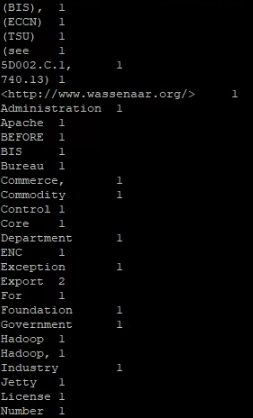 (BIS), 1
(ECCN) 1
(TSU) 1
(see 1
5D002.C.1, 1
740.13) 1
<http://www.wassenaar.org/> 1
Administration 1
Apache 1
BEFORE 1
BIS 1
Bureau 1
Commerce, 1
Commodity 1
Control 1
Core 1
Department 1
ENC 1
Exception 1
Export 2
For 1
Foundation 1
Government 1
Hadoop 1
Hadoop, 1
Industry 1
Jetty 1
License 1
Number 1